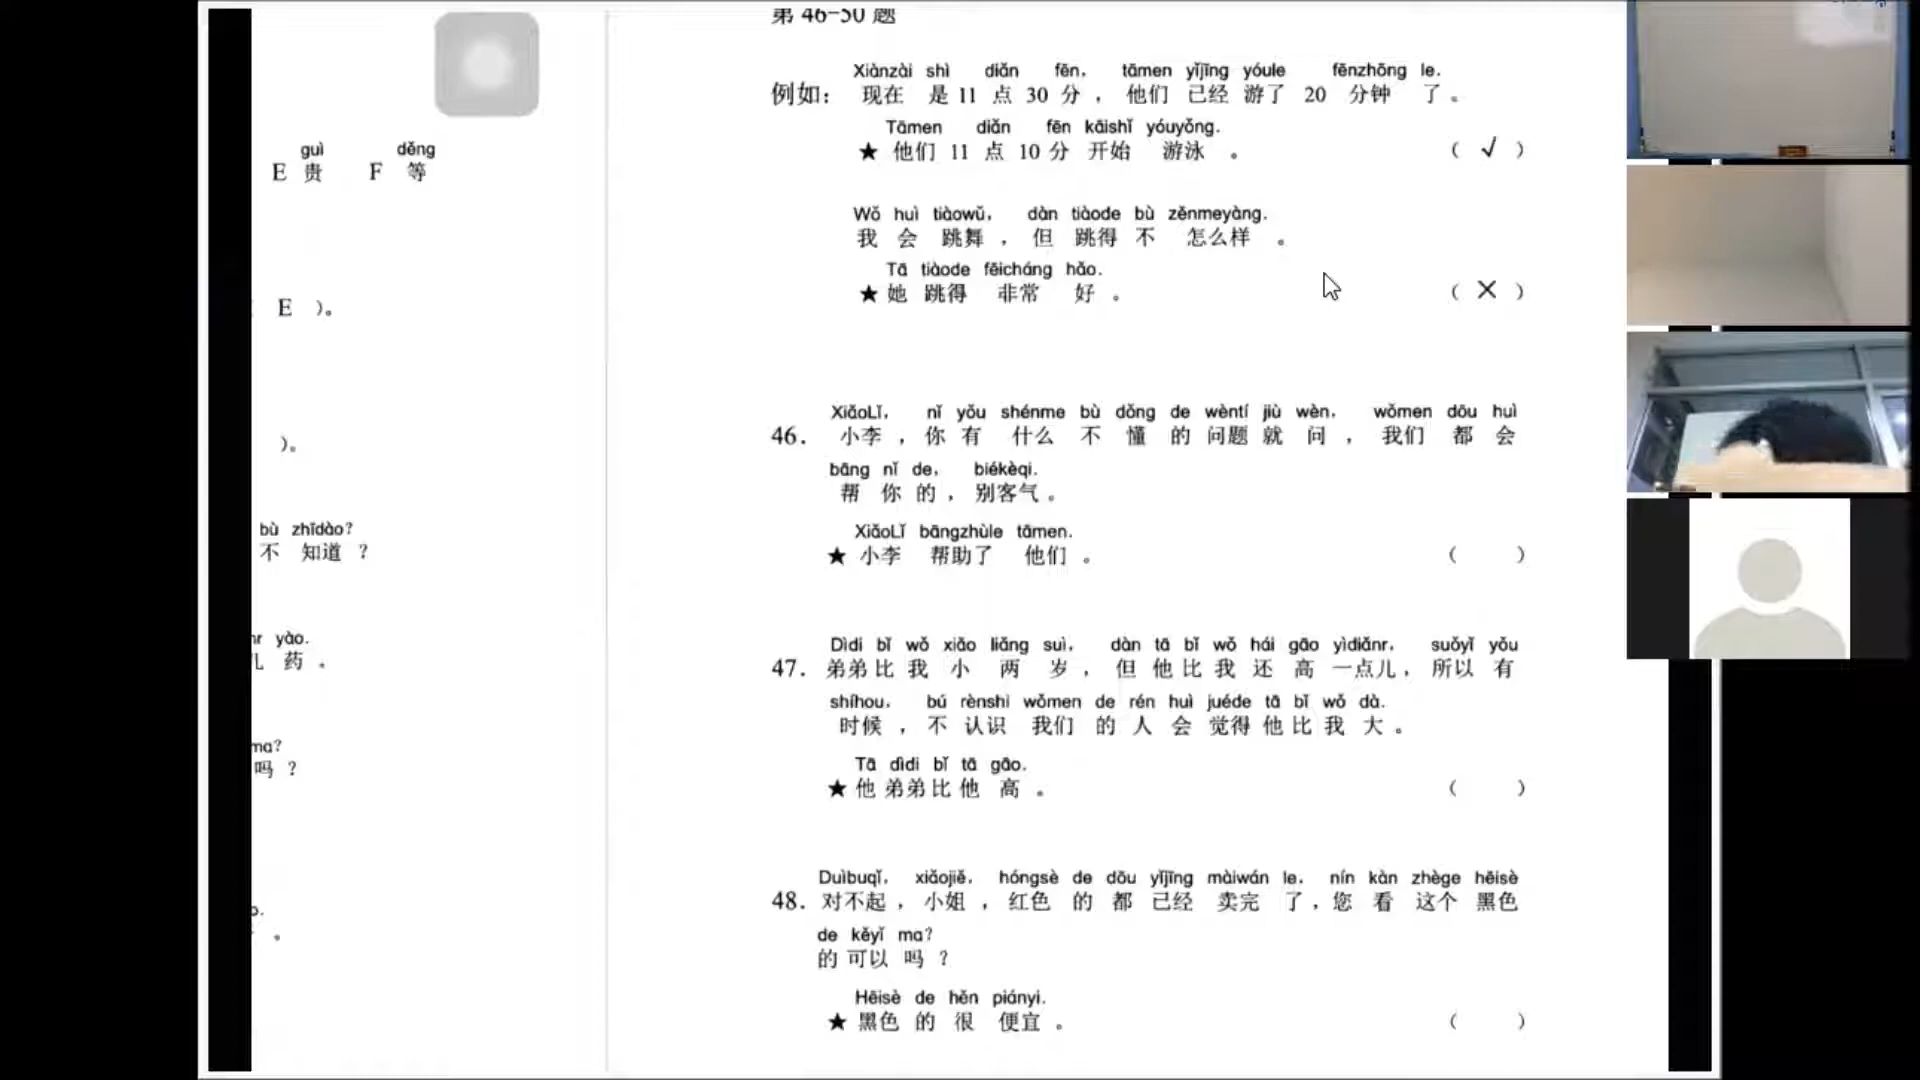 guì děng
E 贵 F 等
E )。
)。
bù zhīdào?
不 知道 ?
yào.
药 。
ma?
吗 ?
第 46-50 题
Xiànzài shì diǎn fēn, tāmen yǐjīng yóule fēnzhōng le.
例如: 现在 是 11 点 30 分 , 他们 已经 游了 20 分钟 了 。
Tāmen diǎn fēn kāishǐ yóuyǒng.
★ 他们 11 点 10 分 开始 游泳 。 ( √ )
Wǒ huì tiàowǔ, dàn tiàode bù zěnmeyàng.
我 会 跳舞 , 但 跳得 不 怎么样 。
Tā tiàode fēicháng hǎo.
★ 她 跳得 非常 好 。 ( × )
XiǎoLǐ, nǐ yǒu shénme bù dǒng de wèntí jiù wèn, wǒmen dōu huì
46. 小李 , 你 有 什么 不 懂 的 问题 就 问 , 我们 都 会
bāng nǐ de, biékèqi.
帮 你 的 , 别客气 。
XiǎoLǐ bāngzhùle tāmen.
★ 小李 帮助了 他们 。 ( )
Dìdi bǐ wǒ xiǎo liǎng suì, dàn tā bǐ wǒ hái gāo yìdiǎnr, suǒyǐ yǒu
47. 弟弟 比 我 小 两 岁 , 但 他 比 我 还 高 一点儿 , 所以 有
shíhou, bú rènshi wǒmen de rén huì juéde tā bǐ wǒ dà.
时候 , 不 认识 我们 的 人 会 觉得 他 比 我 大 。
Tā dìdi bǐ tā gāo.
★ 他 弟弟 比 他 高 。 ( )
Duìbuqǐ, xiǎojiě, hóngsè de dōu yǐjīng màiwán le, nín kàn zhège hēisè
48. 对不起 , 小姐 , 红色 的 都 已经 卖完 了 , 您 看 这个 黑色
de kěyǐ ma?
的 可以 吗 ?
Hēisè de hěn piányi.
★ 黑色 的 很 便宜 。 ( )